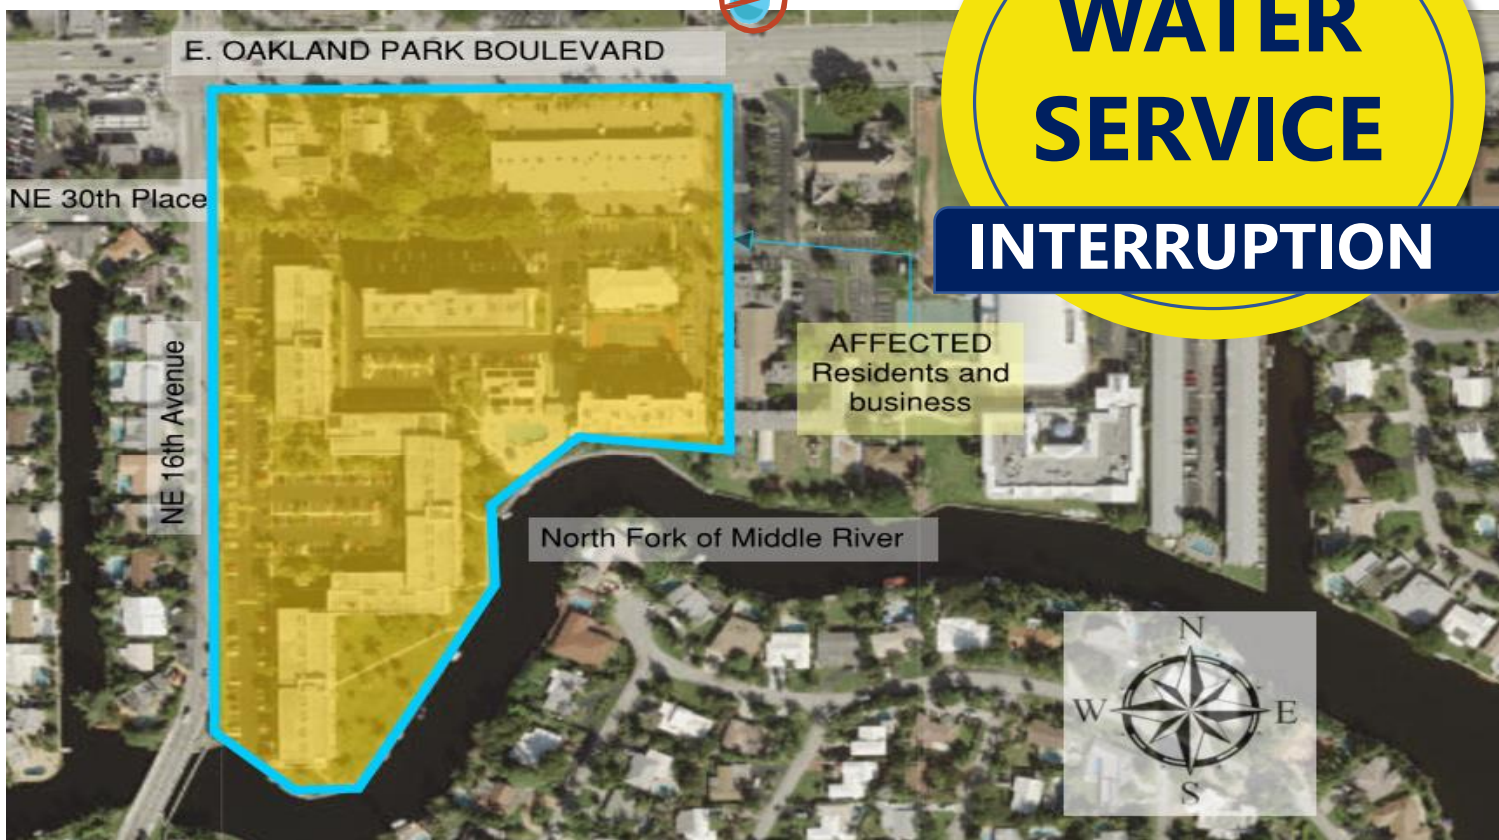 WATER
SERVICE
INTERRUPTION
E. OAKLAND PARK BOULEVARD
NE 30th Place
NE 16th Avenue
AFFECTED
Residents and
business
North Fork of Middle River
N
W
E
S